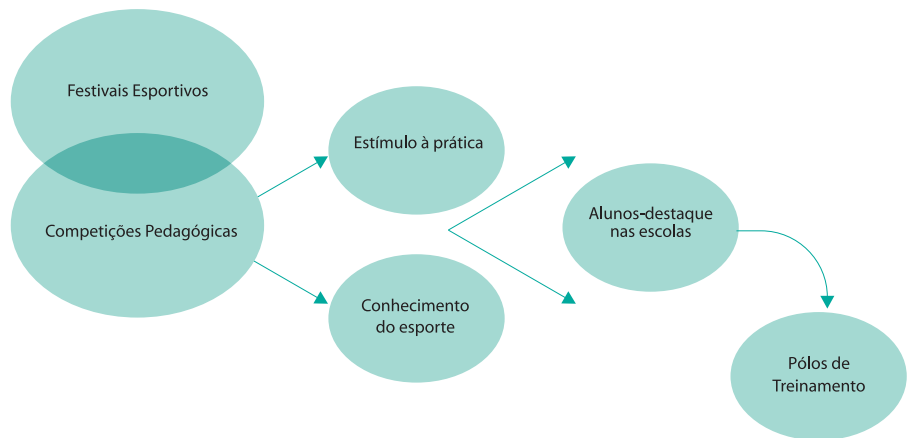 Festivais Esportivos
Competições Pedagógicas
Estímulo à prática
Conhecimento
do esporte
Alunos-destaque
nas escolas
Pólos de
Treinamento